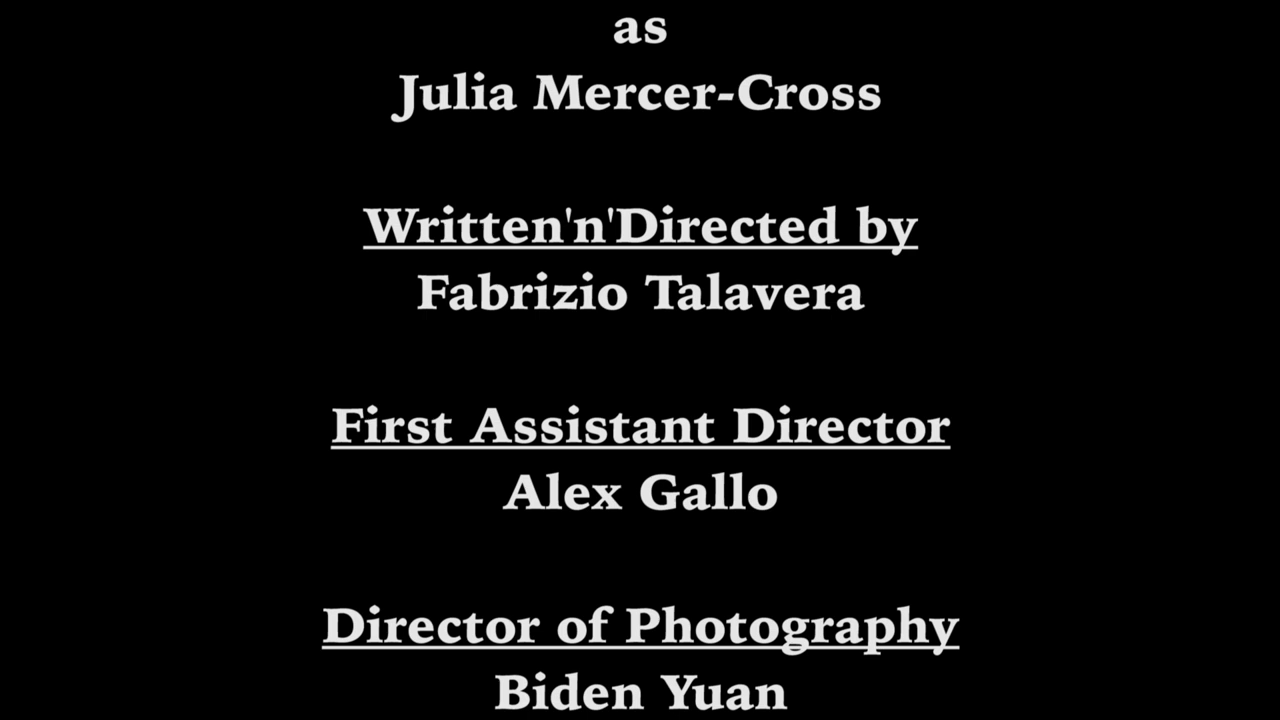 as
Julia Mercer-Cross
Written'n'Directed by
Fabrizio Talavera
First Assistant Director
Alex Gallo
Director of Photography
Biden Yuan